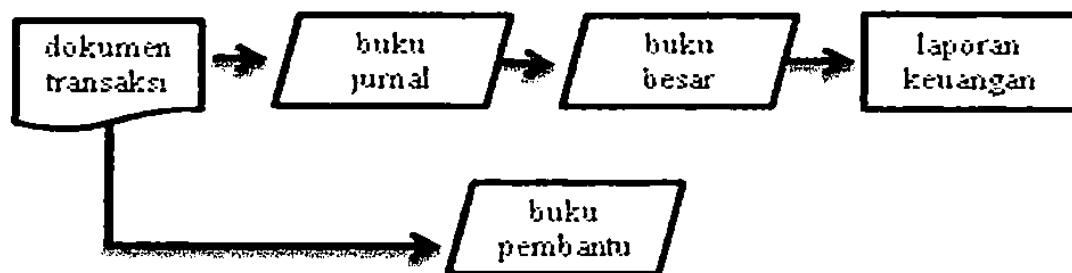 dokumen
transaksi
buku
jurnal
buku
besar
laporan
keuangan
buku
pembantu